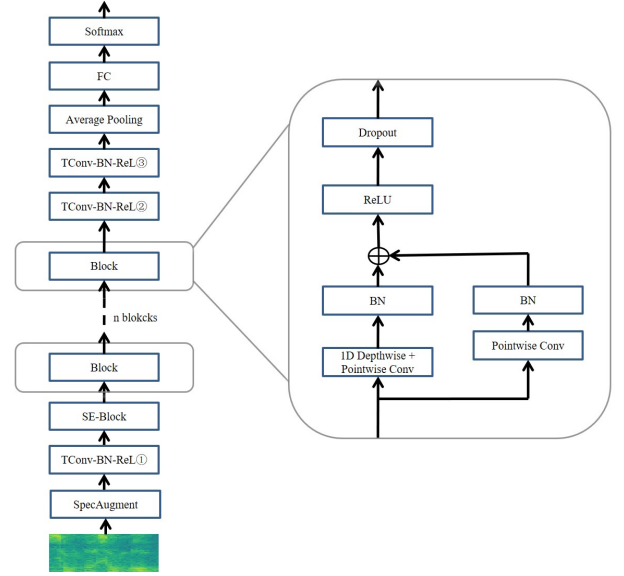 Softmax
FC
Average Pooling
TConv-BN-ReL③
TConv-BN-ReL②
Block
n blokcks
Block
SE-Block
TConv-BN-ReL①
SpecAugment
Dropout
ReLU
BN
BN
1D Depthwise +
Pointwise Conv
Pointwise Conv